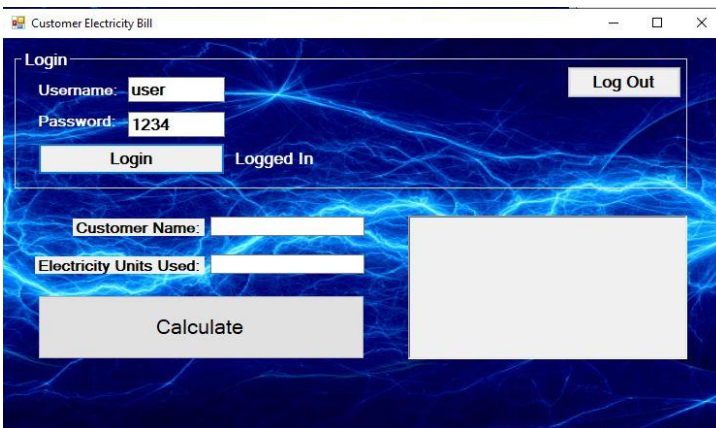 Customer Electricity Bill
Login
Log Out
Username: user
Password: 1234
Login Logged In
Customer Name:
Electricity Units Used:
Calculate